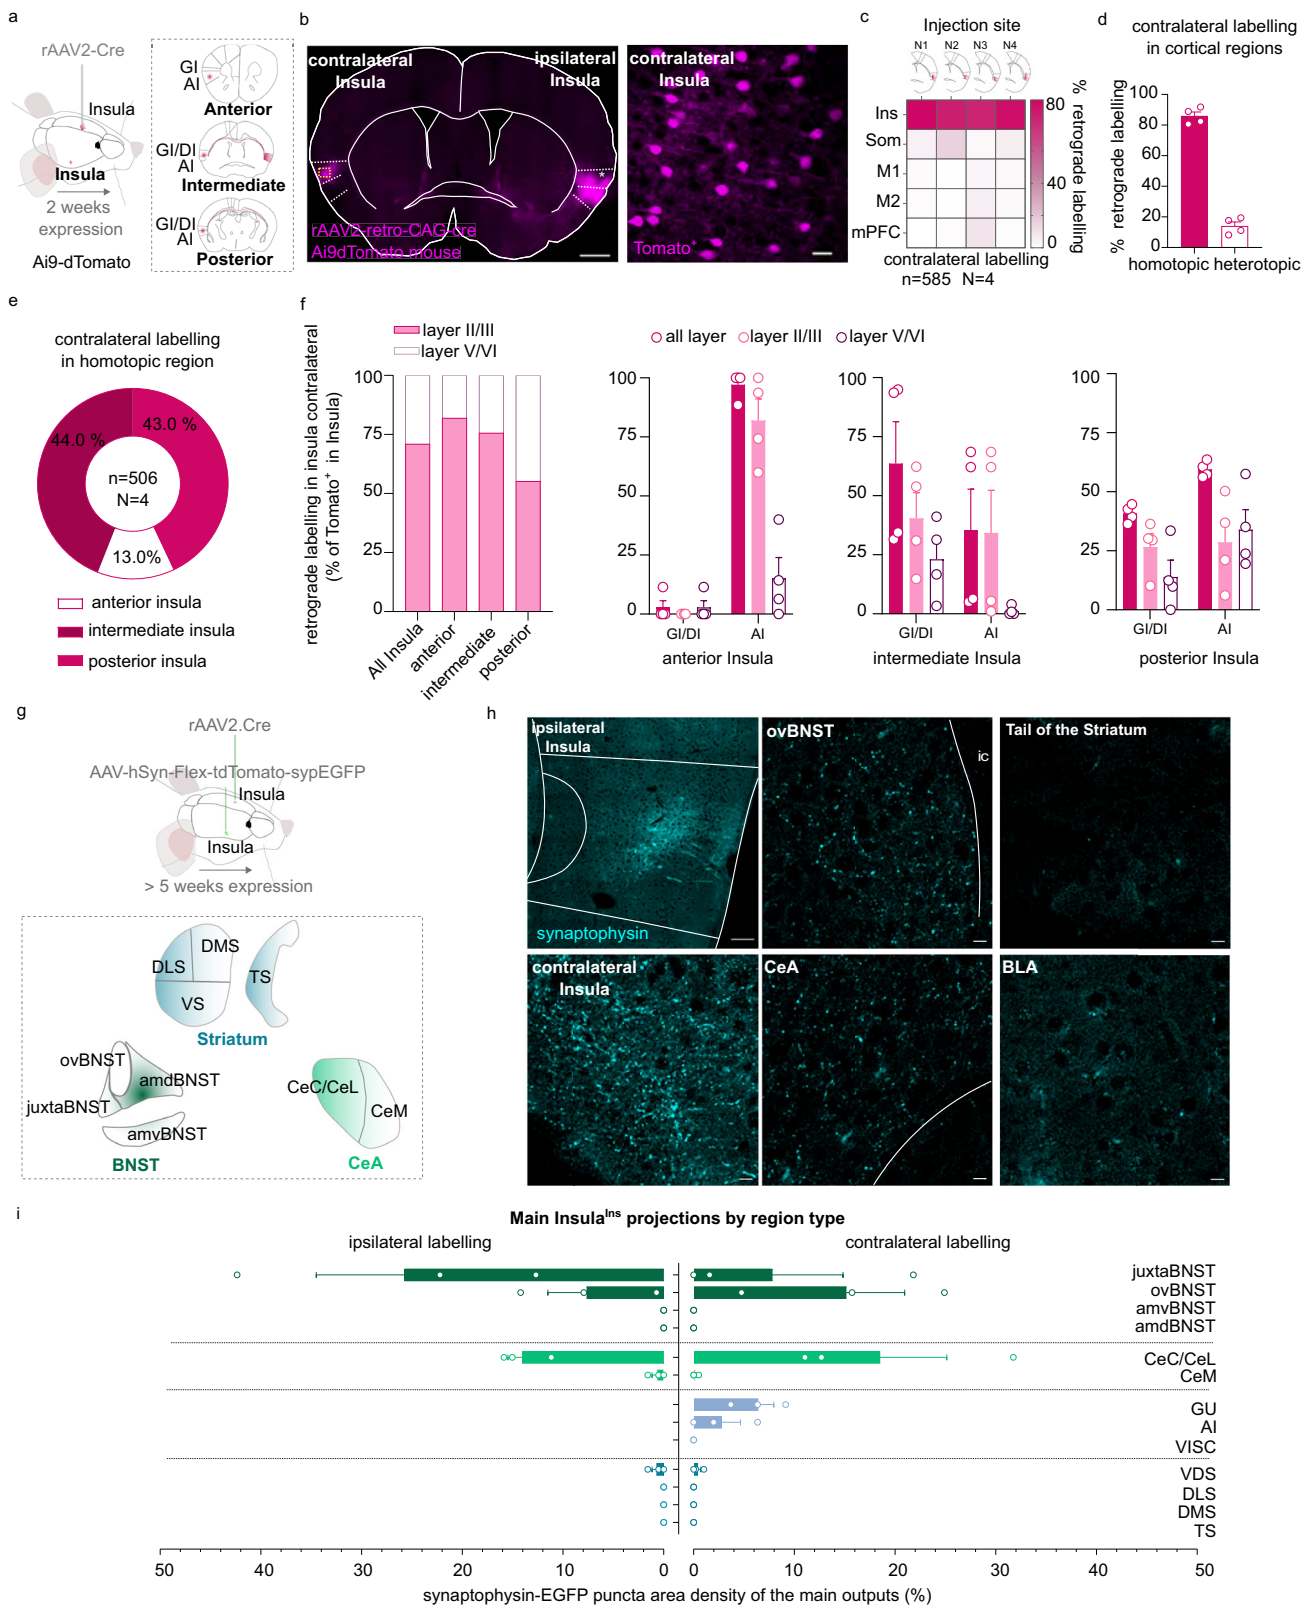 a
rAAV2-Cre
Insula
Insula
2 weeks
expression
Ai9-dTomato
GI
AI
Anterior
GI/DI
AI
Intermediate
GI/DI
AI
Posterior
b
contralateral
Insula
ipsilateral
Insula
*
rAAV2-retro-CAG-cre
Ai9dTomato mouse
contralateral
Insula
Tomato+
c
Injection site
N1 N2 N3 N4
Ins
Som
M1
M2
mPFC
80
40
0
% retrograde labelling
contralateral labelling
n=585 N=4
d
contralateral labelling
in cortical regions
% retrograde labelling
100
80
60
40
20
0
homotopic heterotopic
e
contralateral labelling
in homotopic region
44.0 %
43.0 %
n=506
N=4
13.0%
anterior insula
intermediate insula
posterior insula
f
layer II/III
layer V/VI
retrograde labelling in insula contralateral
(% of Tomato+ in Insula)
100
75
50
25
0
All Insula
anterior
intermediate
posterior
all layer layer II/III layer V/VI
100
75
50
25
0
GI/DI AI
anterior Insula
100
75
50
25
0
GI/DI AI
intermediate Insula
100
50
25
0
GI/DI AI
posterior Insula
g
rAAV2.Cre
AAV-hSyn-Flex-tdTomato-sypEGFP
Insula
Insula
> 5 weeks expression
DMS
DLS
VS
TS
Striatum
ovBNST
amdBNST
juxtaBNST
amvBNST
BNST
CeC/CeL
CeM
CeA
h
ipsilateral
Insula
synaptophysin
ovBNST
ic
Tail of the Striatum
contralateral
Insula
CeA
BLA
i
Main InsulaIns projections by region type
ipsilateral labelling
contralateral labelling
juxtaBNST
ovBNST
amvBNST
amdBNST
CeC/CeL
CeM
GU
AI
VISC
VDS
DLS
DMS
TS
50 40 30 20 10 0 0 10 20 30 40 50
synaptophysin-EGFP puncta area density of the main outputs (%)